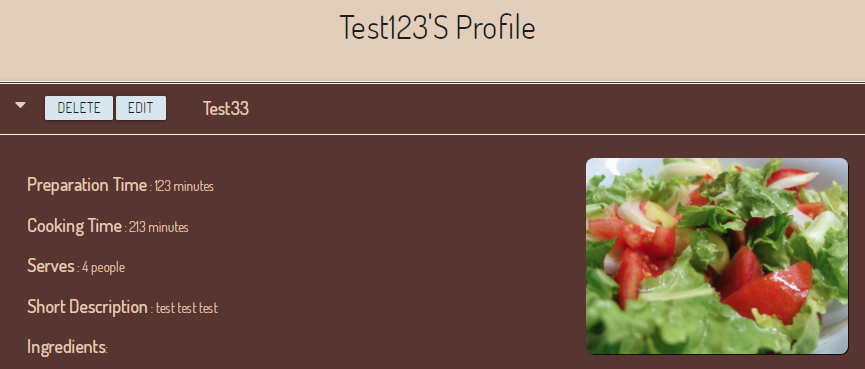 Test123'S Profile
DELETE EDIT Test33
Preparation Time : 123 minutes
Cooking Time : 213 minutes
Serves : 4 people
Short Description : test test test
Ingredients: